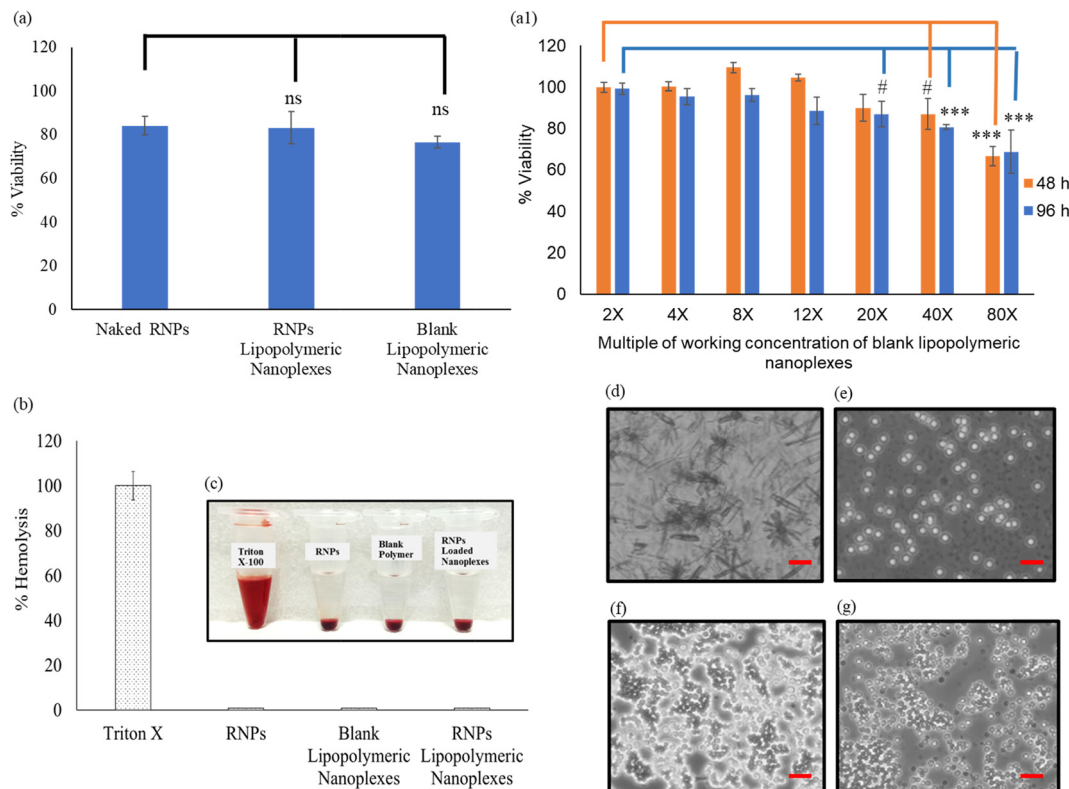 (a)
120
100
80
60
40
20
0
% Viability
ns
ns
Naked RNPs
RNPs
Lipopolymeric
Nanoplexes
Blank
Lipopolymeric
Nanoplexes
(a1)
120
100
80
60
40
20
0
% Viability
#
#
***
***
***
48 h
96 h
2X
4X
8X
12X
20X
40X
80X
Multiple of working concentration of blank lipopolymeric
nanoplexes
(b)
120
100
80
60
40
20
0
% Hemolysis
Triton X
RNPs
Blank
Lipopolymeric
Nanoplexes
RNPs
Lipopolymeric
Nanoplexes
(c)
Triton
X-100
RNPs
Blank
Polymer
RNPs
Loaded
Nanoplexes
(d)
(e)
(f)
(g)